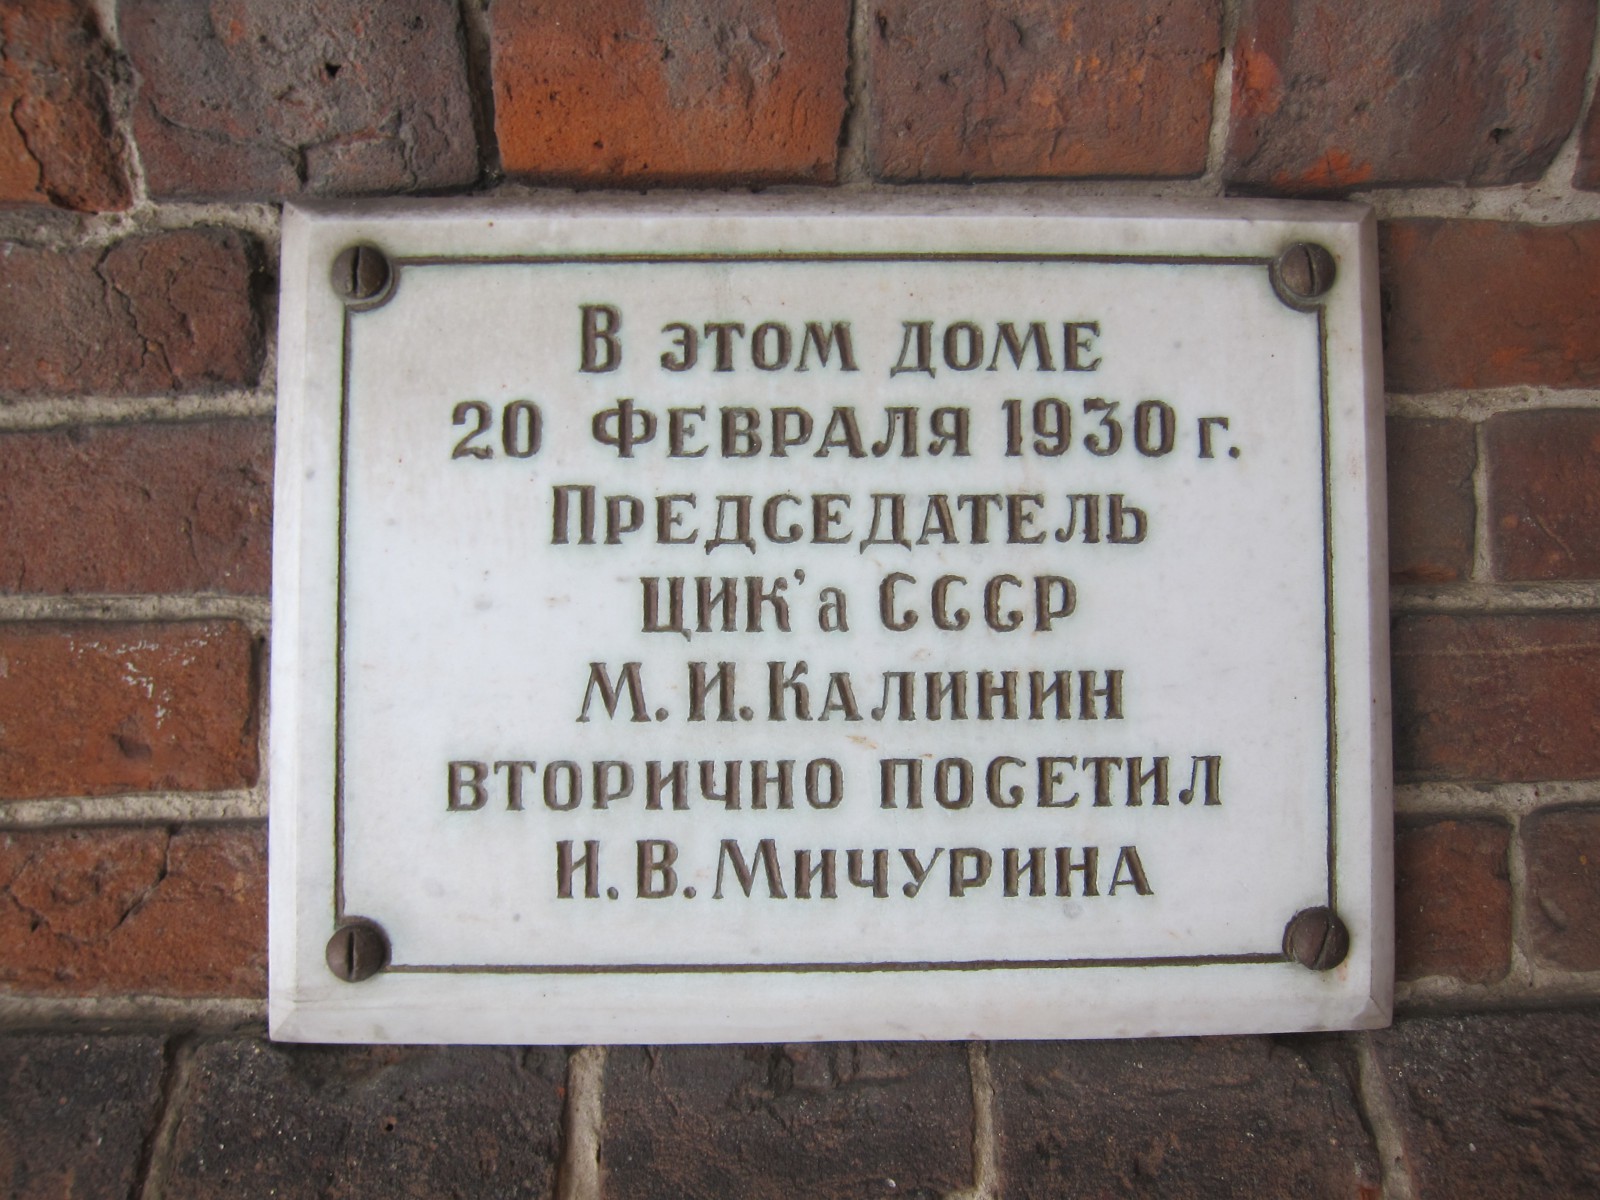 В этом доме
20 февраля 1930 г.
Председатель
ЦИК'а СССР
М. И. Калинин
вторично посетил
И. В. Мичурина